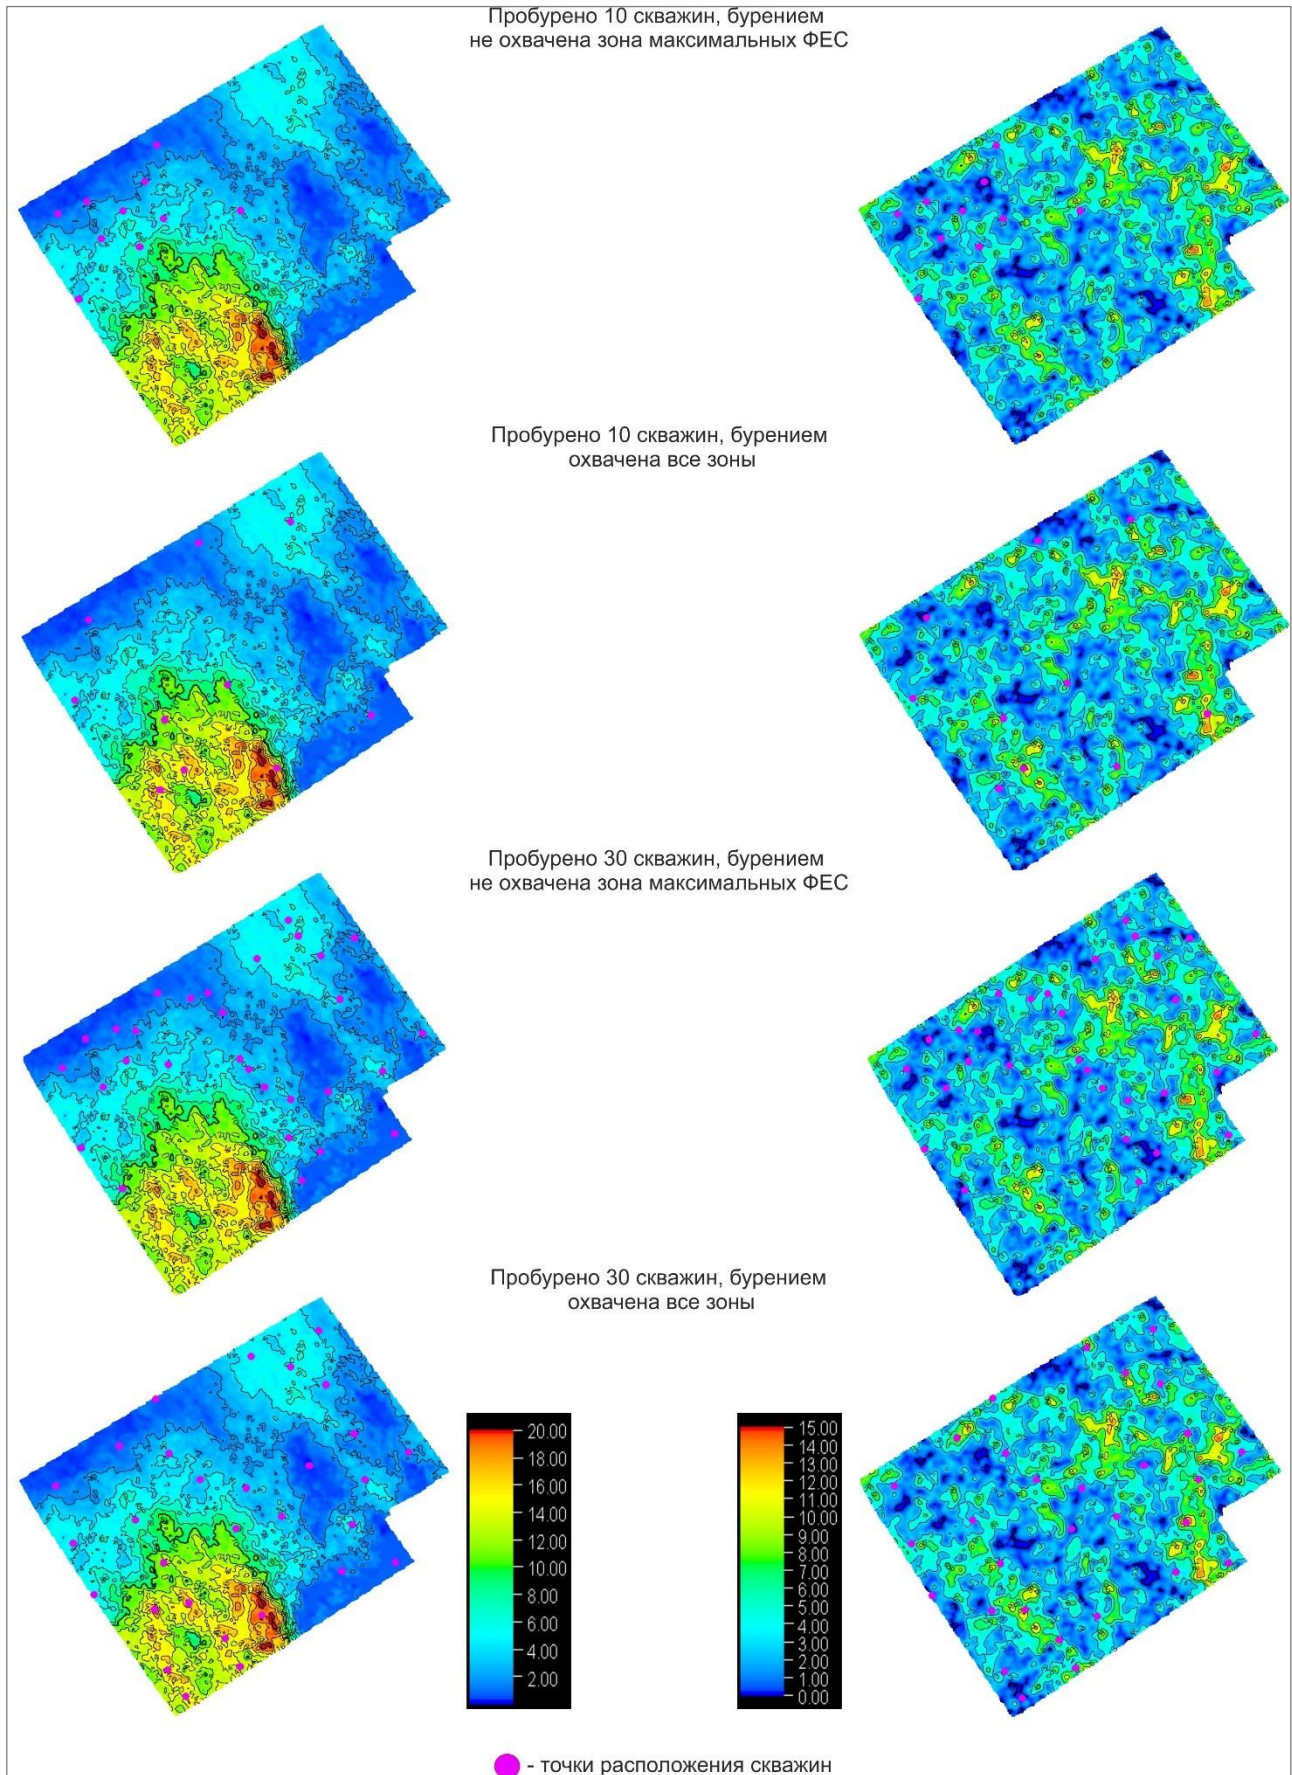 Пробурено 10 скважин, бурением
не охвачена зона максимальных ФЕС
Пробурено 10 скважин, бурением
охвачена все зоны
Пробурено 30 скважин, бурением
не охвачена зона максимальных ФЕС
Пробурено 30 скважин, бурением
охвачена все зоны
20.00
18.00
16.00
14.00
12.00
10.00
8.00
6.00
4.00
2.00
15.00
14.00
13.00
12.00
11.00
10.00
9.00
8.00
7.00
6.00
5.00
4.00
3.00
2.00
1.00
0.00
- точки расположения скважин